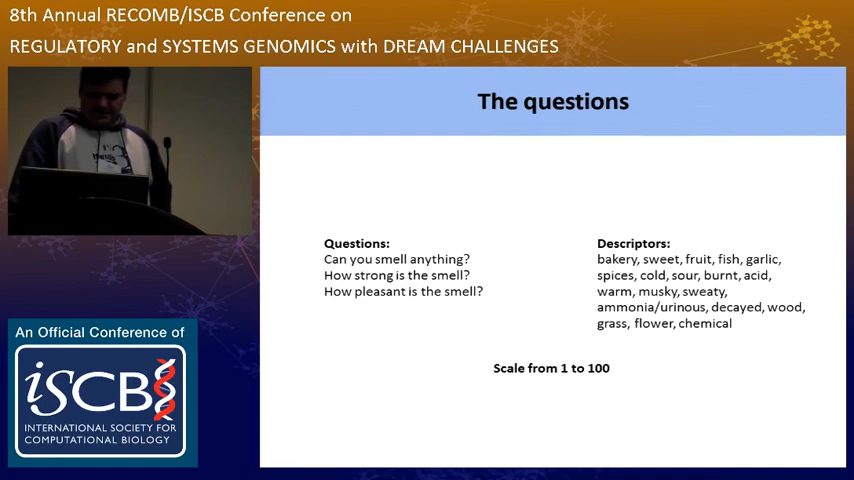 8th Annual RECOMB/ISCB Conference on
REGULATORY and SYSTEMS GENOMICS with DREAM CHALLENGES
The questions
Questions:
Can you smell anything?
How strong is the smell?
How pleasant is the smell?
Descriptors:
bakery, sweet, fruit, fish, garlic,
spices, cold, sour, burnt, acid,
warm, musky, sweaty,
ammonia/urinous, decayed, wood,
grass, flower, chemical
Scale from 1 to 100
An Official Conference of
iSCB
INTERNATIONAL SOCIETY FOR
COMPUTATIONAL BIOLOGY